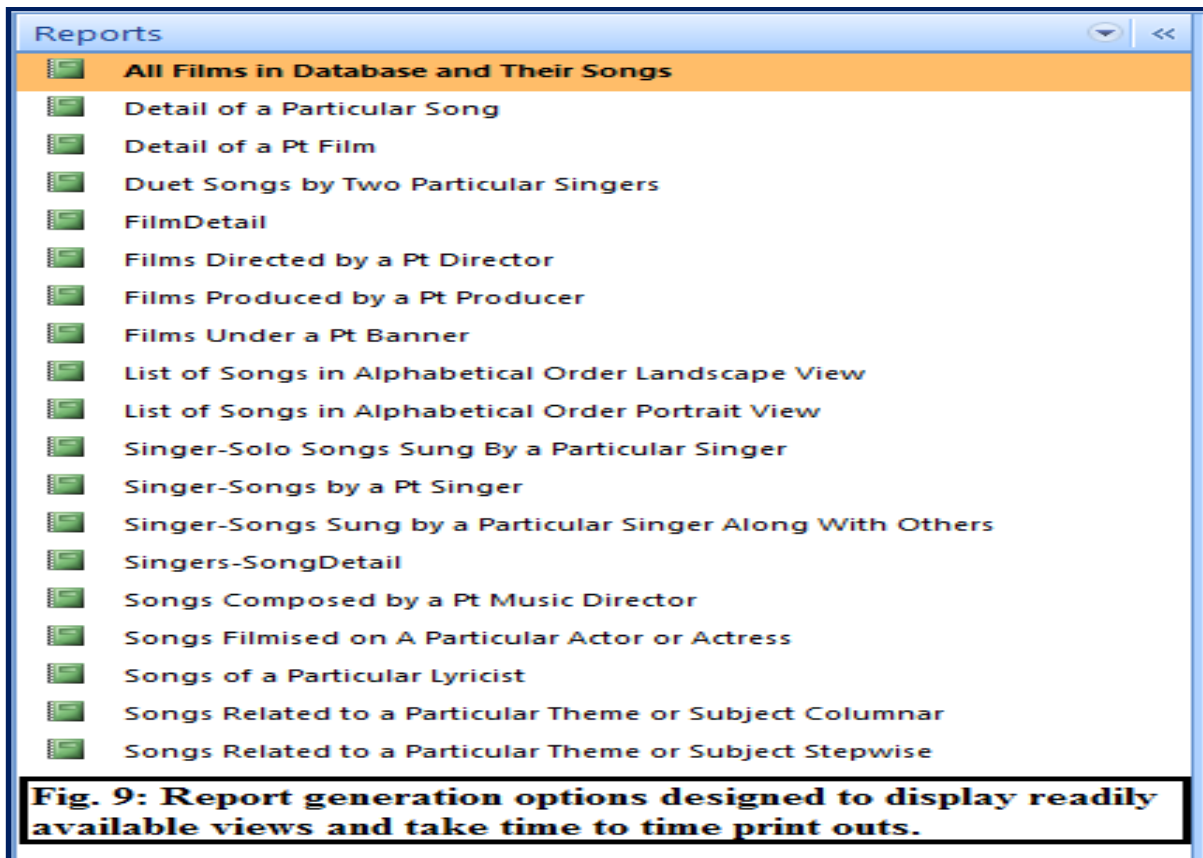 Reports
<<
All Films in Database and Their Songs
Detail of a Particular Song
Detail of a Pt Film
Duet Songs by Two Particular Singers
FilmDetail
Films Directed by a Pt Director
Films Produced by a Pt Producer
Films Under a Pt Banner
List of Songs in Alphabetical Order Landscape View
List of Songs in Alphabetical Order Portrait View
Singer-Solo Songs Sung By a Particular Singer
Singer-Songs by a Pt Singer
Singer-Songs Sung by a Particular Singer Along With Others
Singers-SongDetail
Songs Composed by a Pt Music Director
Songs Filmised on A Particular Actor or Actress
Songs of a Particular Lyricist
Songs Related to a Particular Theme or Subject Columnar
Songs Related to a Particular Theme or Subject Stepwise
Fig. 9: Report generation options designed to display readily
available views and take time to time print outs.